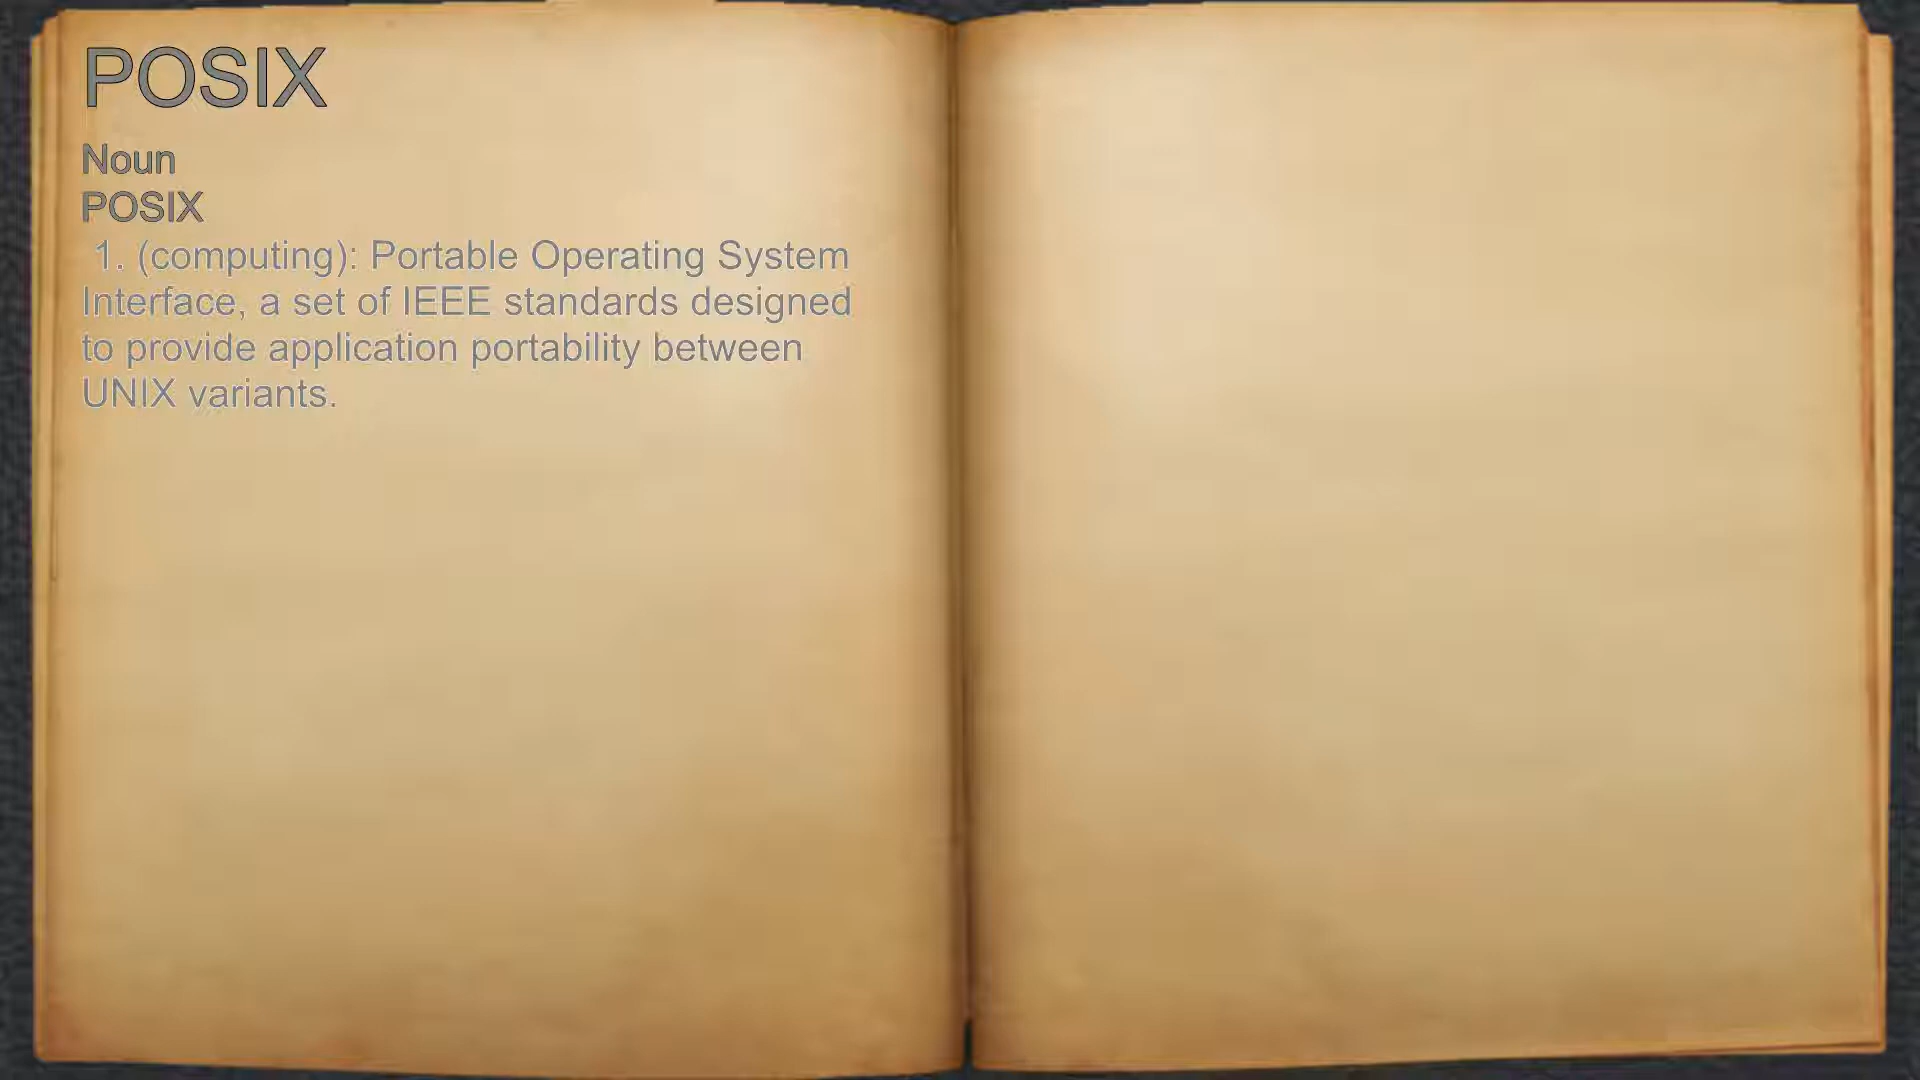 POSIX
Noun
POSIX
1. (computing): Portable Operating System
Interface, a set of IEEE standards designed
to provide application portability between
UNIX variants.